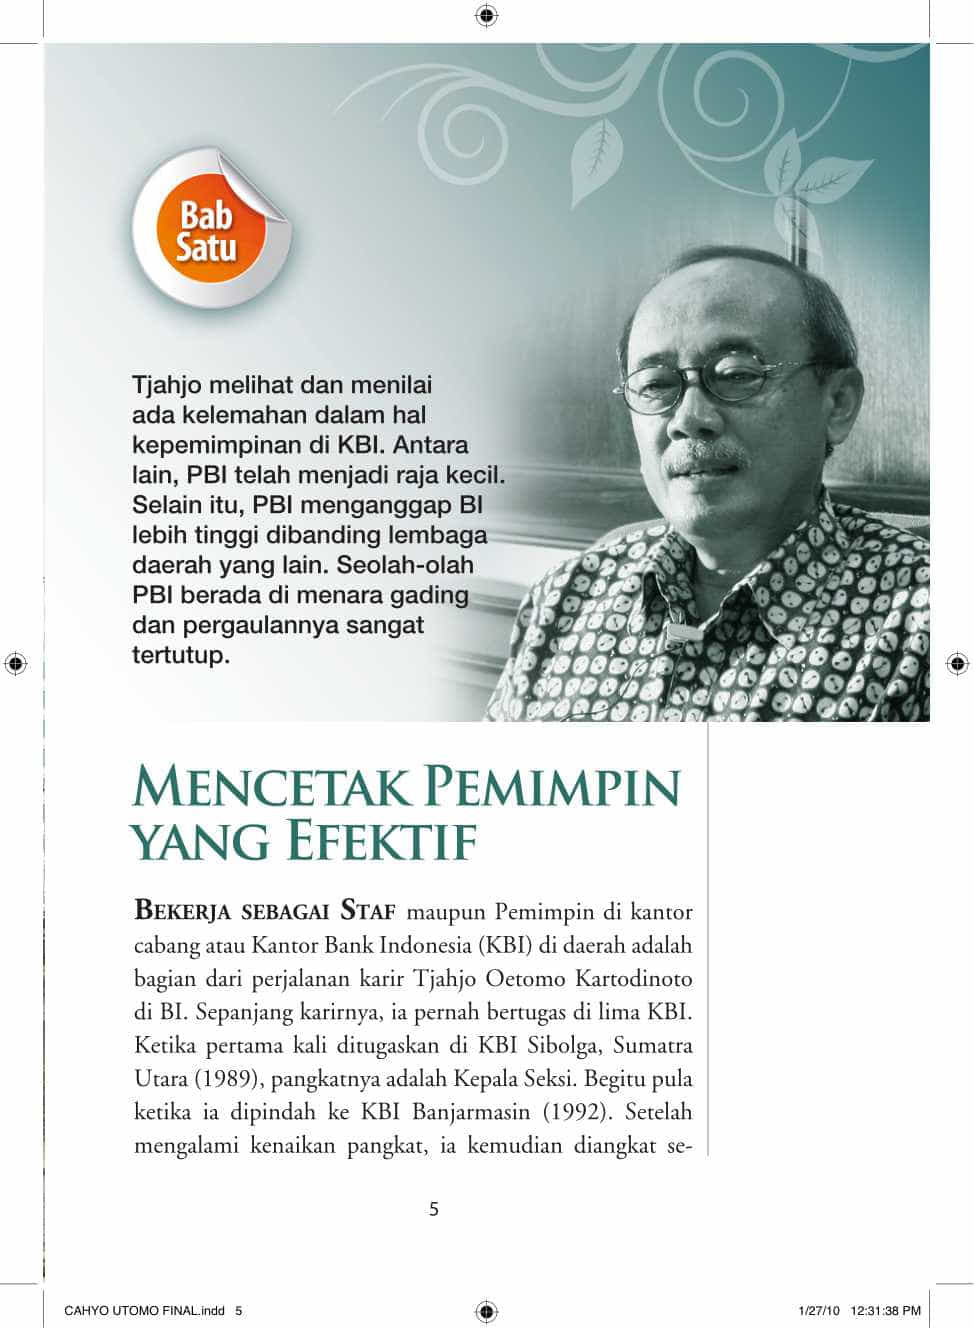 Bab
Satu
Tjahjo melihat dan menilai
ada kelemahan dalam hal
kepemimpinan di KBI. Antara
lain, PBI telah menjadi raja kecil.
Selain itu, PBI menganggap BI
lebih tinggi dibanding lembaga
daerah yang lain. Seolah-olah
PBI berada di menara gading
dan pergaulannya sangat
tertutup.
MENCETAK PEMIMPIN
YANG EFEKTIF
BEKERJA SEBAGAI STAF maupun Pemimpin di kantor
cabang atau Kantor Bank Indonesia (KBI) di daerah adalah
bagian dari perjalanan karir Tjahjo Oetomo Kartodinoto
di BI. Sepanjang karirnya, ia pernah bertugas di lima KBI.
Ketika pertama kali ditugaskan di KBI Sibolga, Sumatra
Utara (1989), pangkatnya adalah Kepala Seksi. Begitu pula
ketika ia dipindah ke KBI Banjarmasin (1992). Setelah
mengalami kenaikan pangkat, ia kemudian diangkat se-
5
CAHYO UTOMO FINAL.indd 5
1/27/10 12:31:38 PM